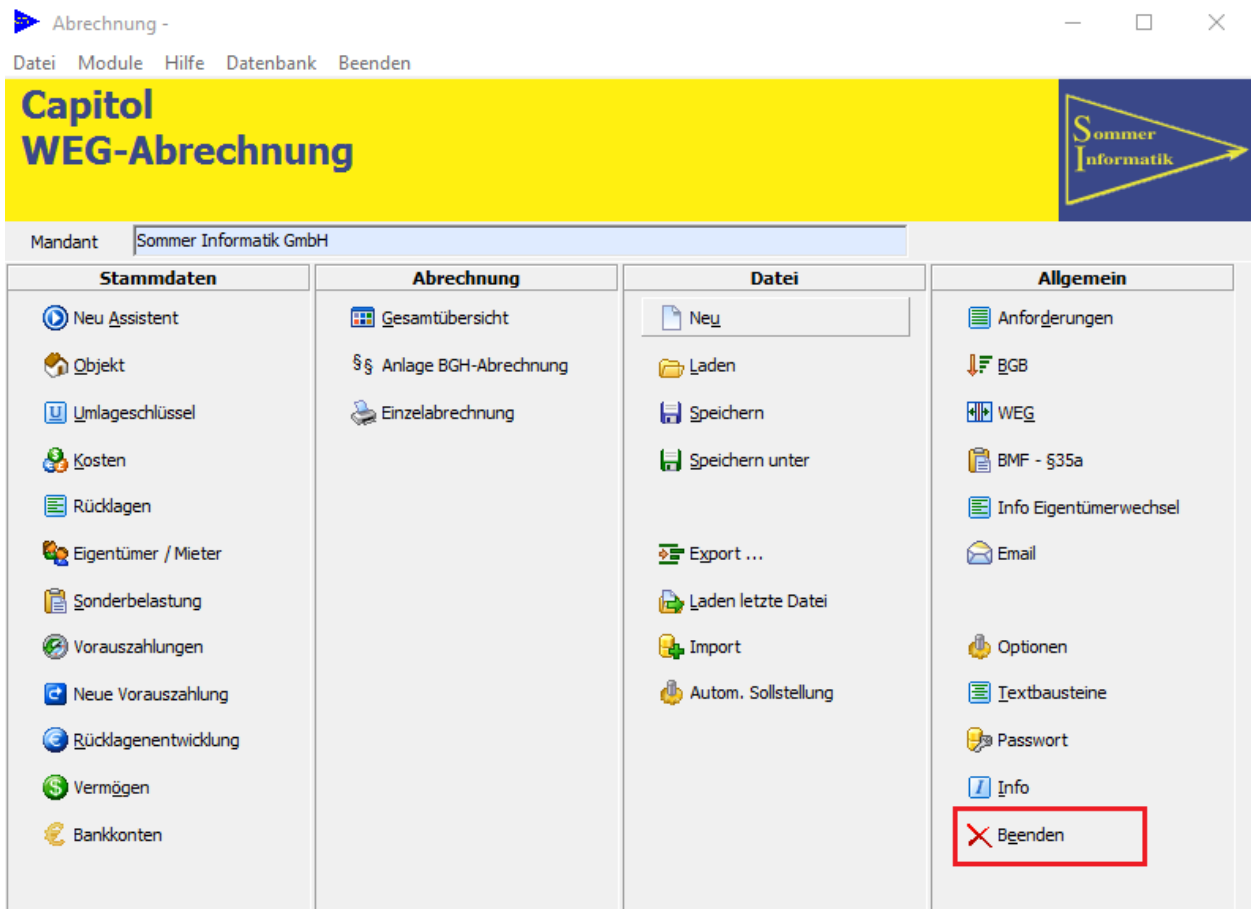 Abrechnung -
Datei Module Hilfe Datenbank Beenden
Capitol
WEG-Abrechnung
Sommer
Informatik
Mandant Sommer Informatik GmbH
Stammdaten
Neu Assistent
Objekt
Umlageschlüssel
Kosten
Rücklagen
Eigentümer / Mieter
Sonderbelastung
Vorauszahlungen
Neue Vorauszahlung
Rücklagenentwicklung
Vermögen
Bankkonten
Abrechnung
Gesamtübersicht
§§ Anlage BGH-Abrechnung
Einzelabrechnung
Datei
Neu
Laden
Speichern
Speichern unter
Export ...
Laden letzte Datei
Import
Autom. Sollstellung
Allgemein
Anforderungen
BGB
WEG
BMF - §35a
Info Eigentümerwechsel
Email
Optionen
Textbausteine
Passwort
Info
Beenden